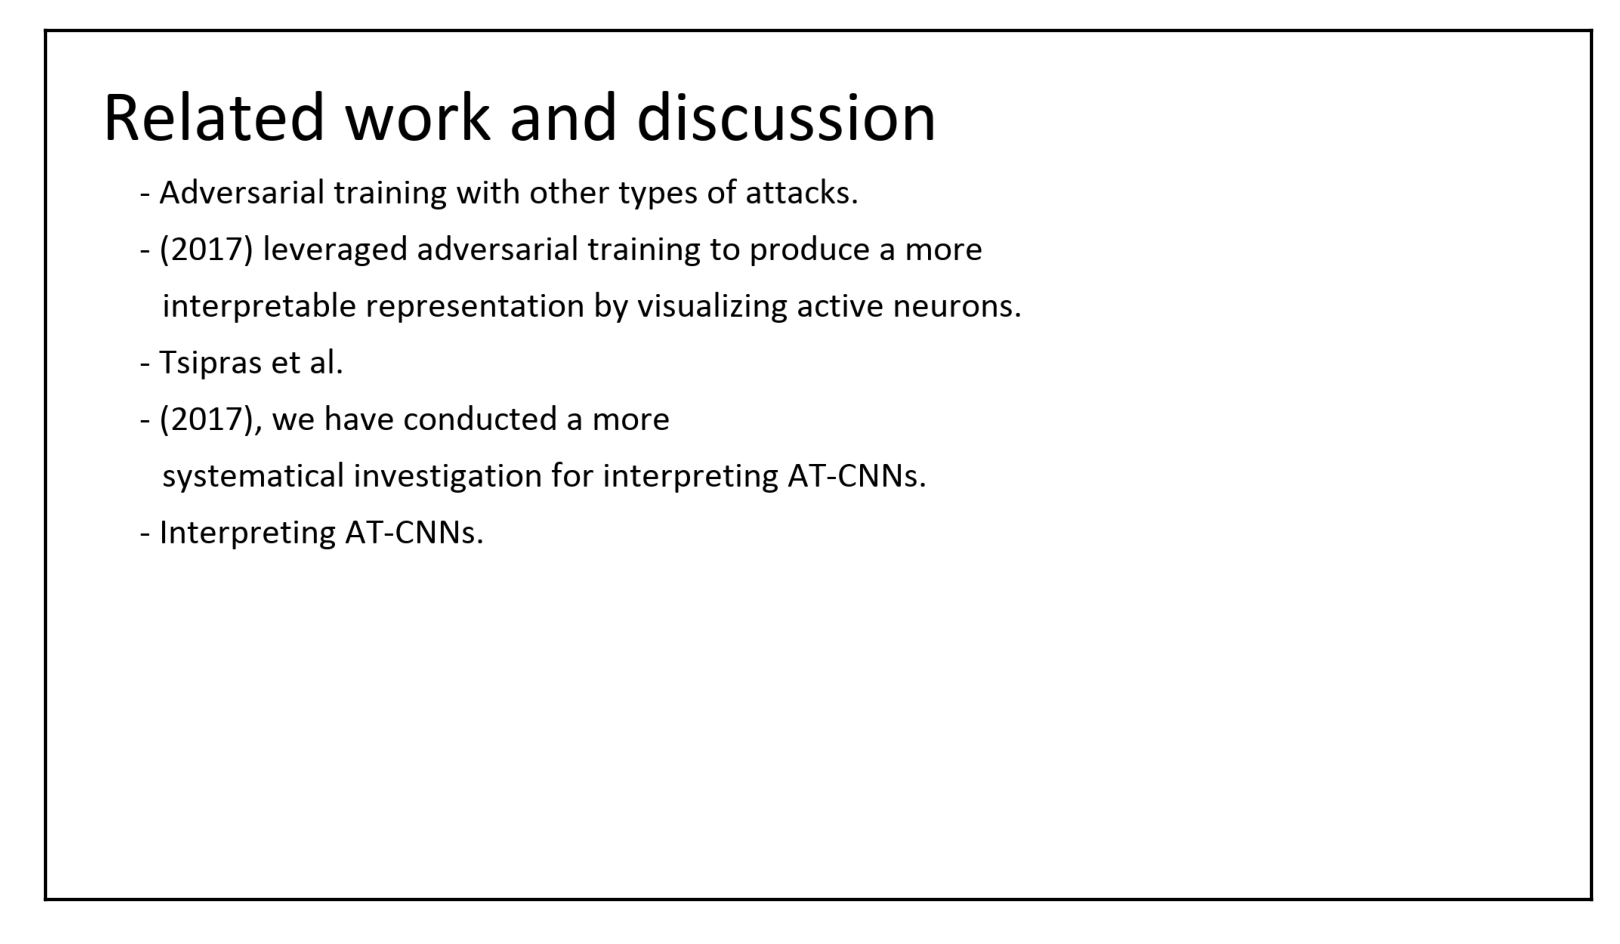 Related work and discussion
- Adversarial training with other types of attacks.
- (2017) leveraged adversarial training to produce a more
interpretable representation by visualizing active neurons.
- Tsipras et al.
- (2017), we have conducted a more
systematical investigation for interpreting AT-CNNs.
- Interpreting AT-CNNs.